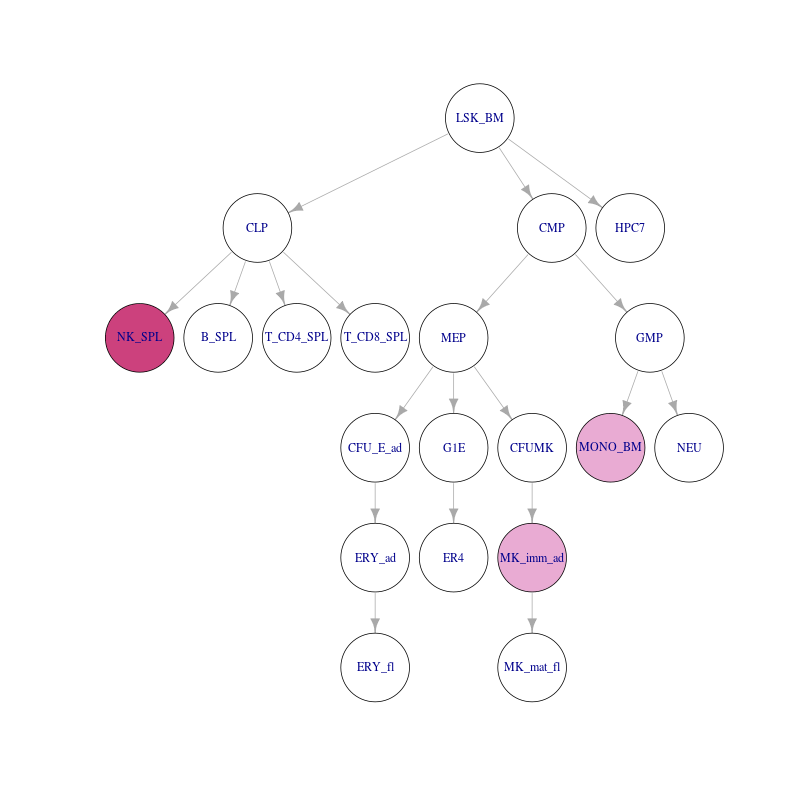 LSK_BM
CLP
CMP
HPC7
NK_SPL
B_SPL
T_CD4_SPL
T_CD8_SPL
MEP
GMP
CFU_E_ad
G1E
CFUMK
MONO_BM
NEU
ERY_ad
ER4
MK_imm_ad
ERY_fl
MK_mat_fl